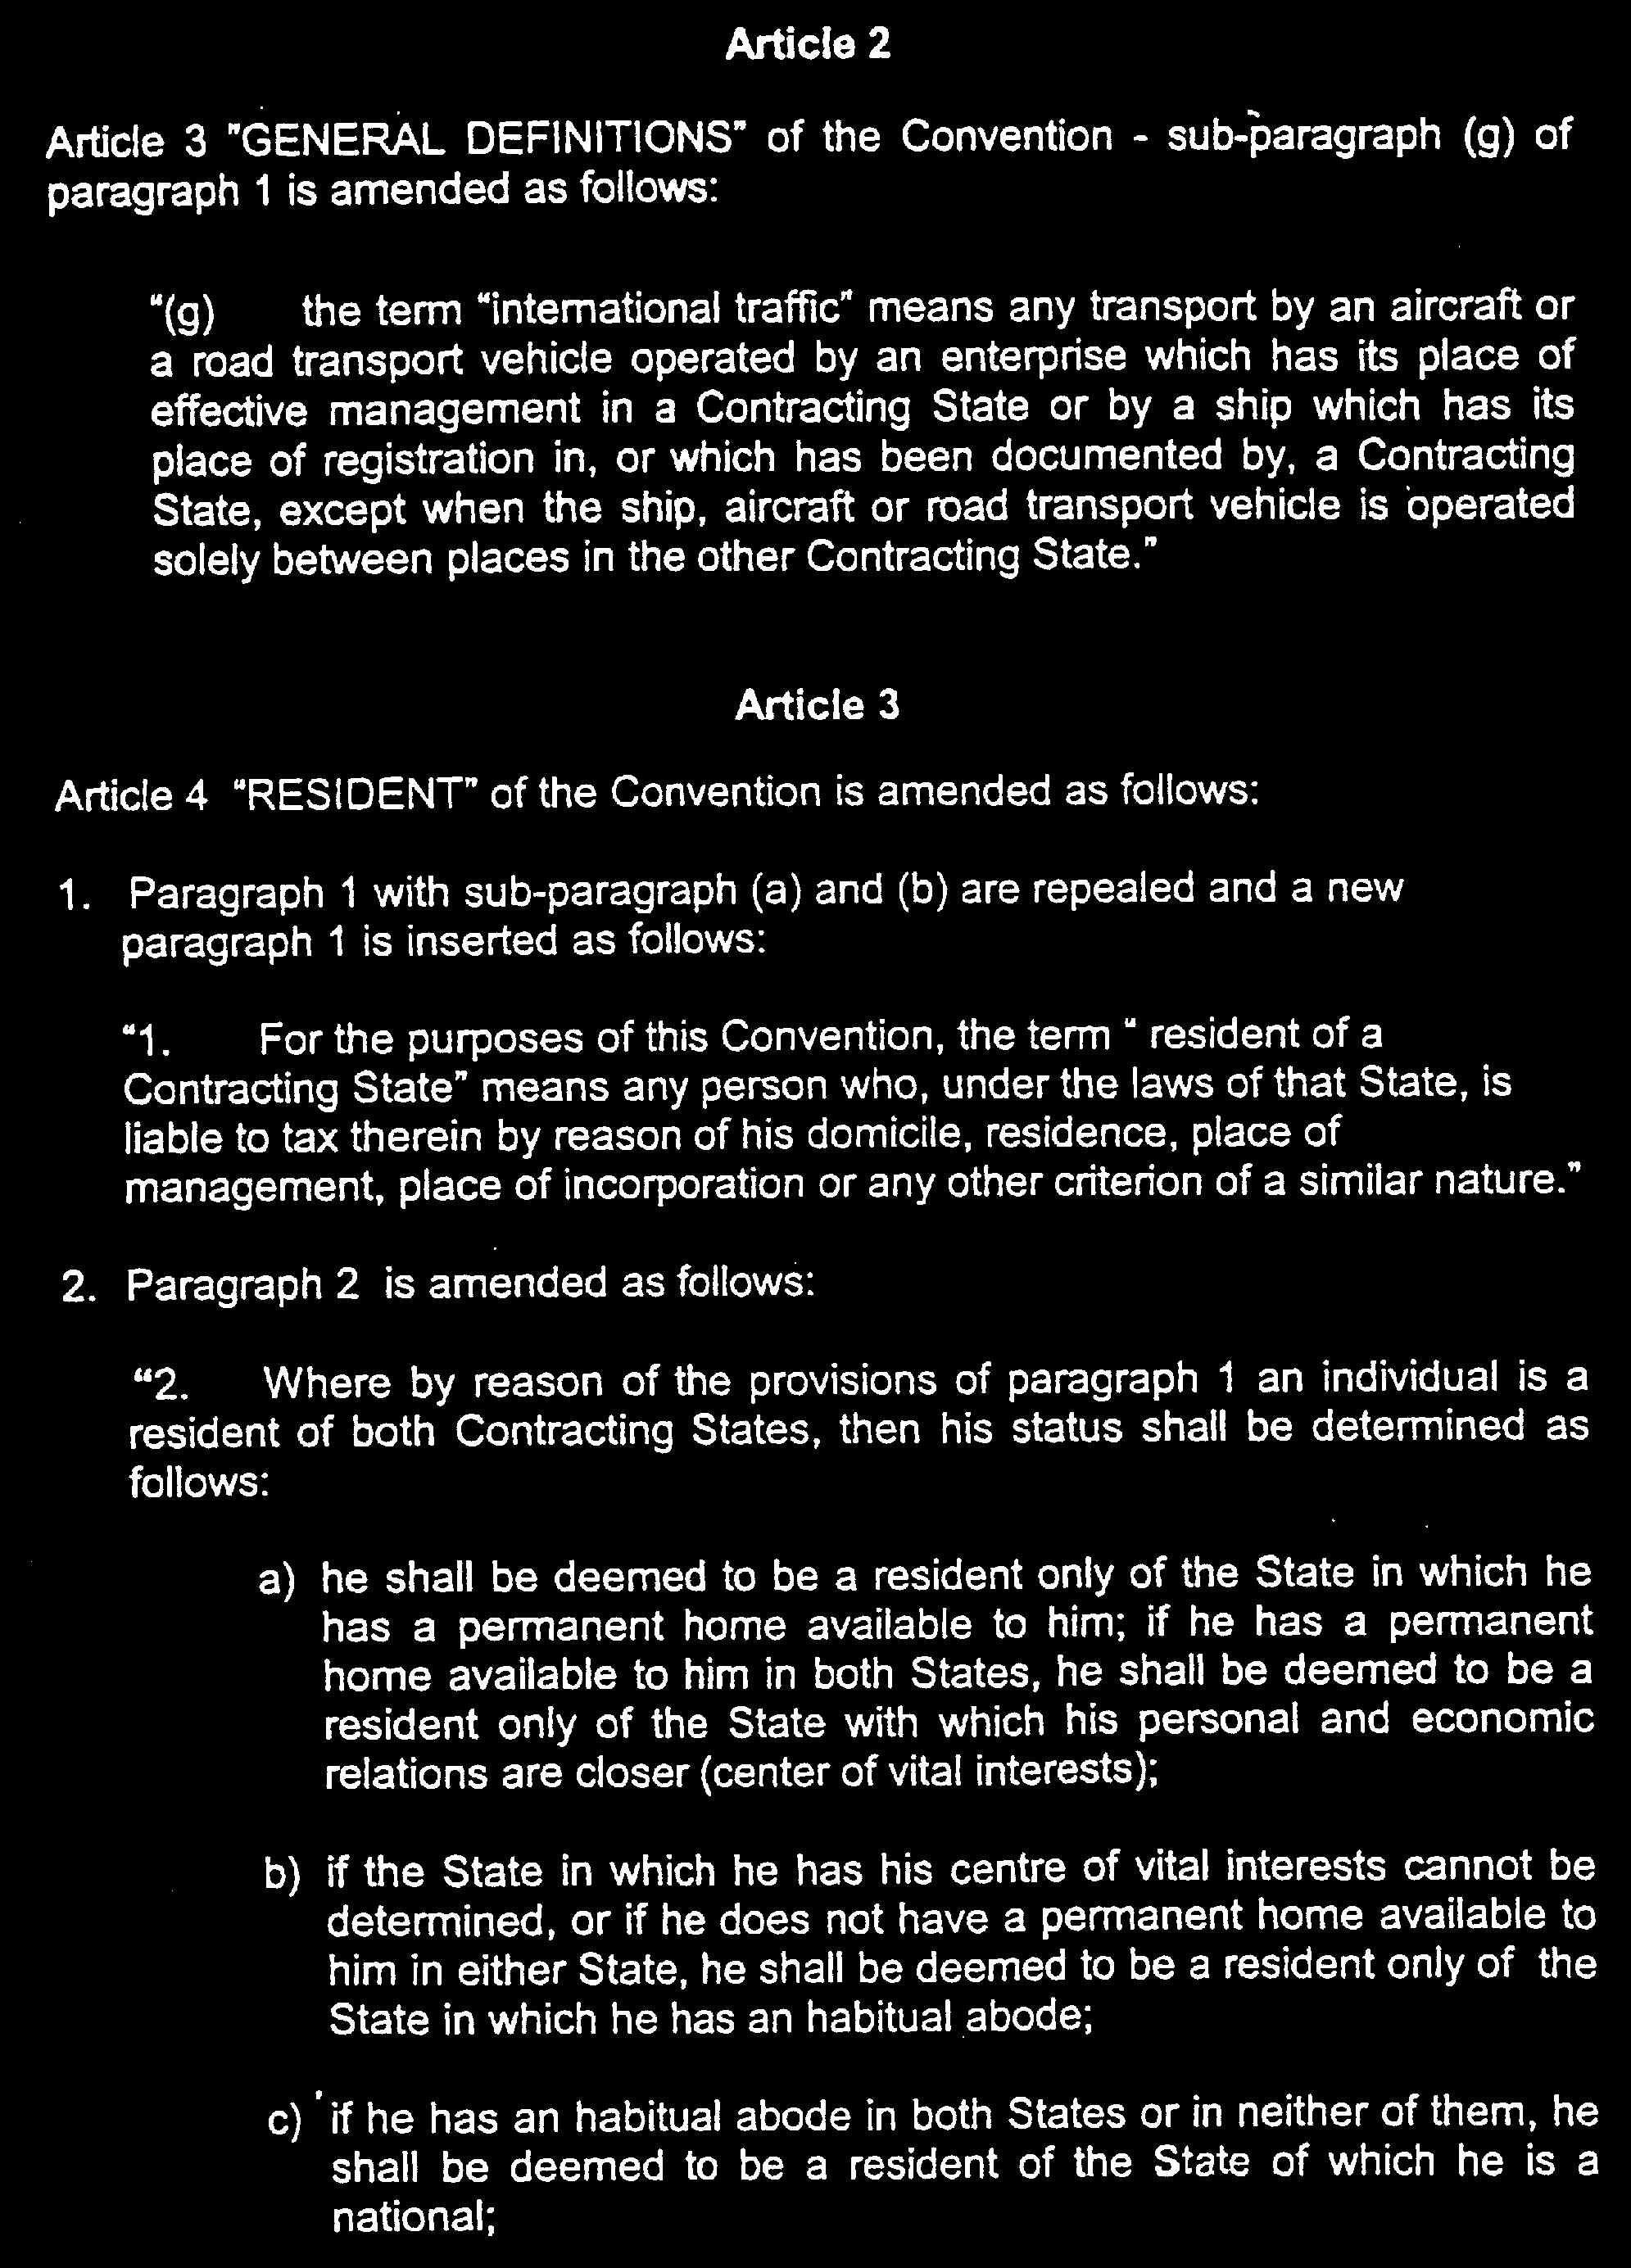 Article 2
Article 3 "GENERAL DEFINITIONS" of the Convention - sub-paragraph (g) of
paragraph 1 is amended as follows:
"(g) the term "international traffic" means any transport by an aircraft or
a road transport vehicle operated by an enterprise which has its place of
effective management in a Contracting State or by a ship which has its
place of registration in, or which has been documented by, a Contracting
State, except when the ship, aircraft or road transport vehicle is operated
solely between places in the other Contracting State."
Article 3
Article 4 "RESIDENT" of the Convention is amended as follows:
1. Paragraph 1 with sub-paragraph (a) and (b) are repealed and a new
paragraph 1 is inserted as follows:
"1. For the purposes of this Convention, the term " resident of a
Contracting State" means any person who, under the laws of that State, is
liable to tax therein by reason of his domicile, residence, place of
management, place of incorporation or any other criterion of a similar nature."
2. Paragraph 2 is amended as follows:
"2. Where by reason of the provisions of paragraph 1 an individual is a
resident of both Contracting States, then his status shall be determined as
follows:
a) he shall be deemed to be a resident only of the State in which he
has a permanent home available to him; if he has a permanent
home available to him in both States, he shall be deemed to be a
resident only of the State with which his personal and economic
relations are closer (center of vital interests);
b) if the State in which he has his centre of vital interests cannot be
determined, or if he does not have a permanent home available to
him in either State, he shall be deemed to be a resident only of the
State in which he has an habitual abode;
c) if he has an habitual abode in both States or in neither of them, he
shall be deemed to be a resident of the State of which he is a
national;